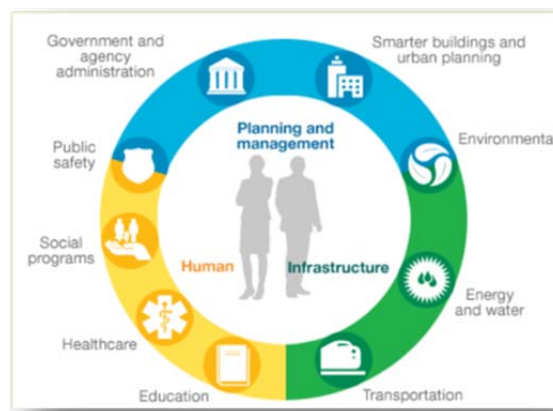 Government and
agency
administration
Smarter buildings and
urban planning
Planning and
management
Public
safety
Environmenta
Social
programs
Human
Infrastructure
Energy
and water
Healthcare
Education
Transportation